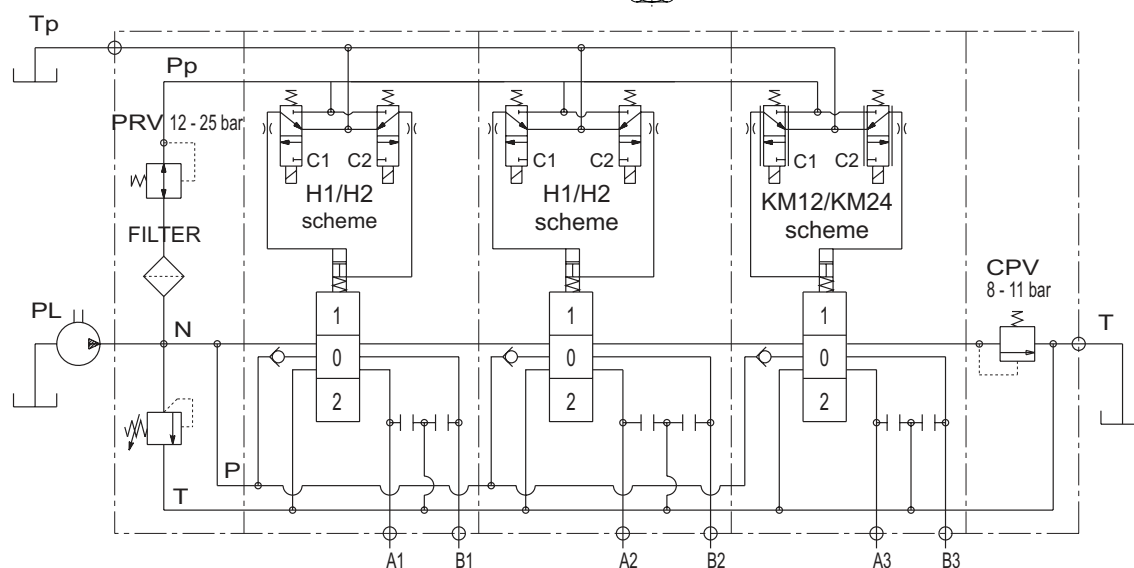 Tp
Pp
PRV 12 - 25 bar
C1 C2
C1 C2
C1 C2
H1/H2
scheme
H1/H2
scheme
KM12/KM24
scheme
FILTER
CPV
8 - 11 bar
PL
N
T
1
0
2
1
0
2
1
0
2
P
T
A1 B1 A2 B2 A3 B3